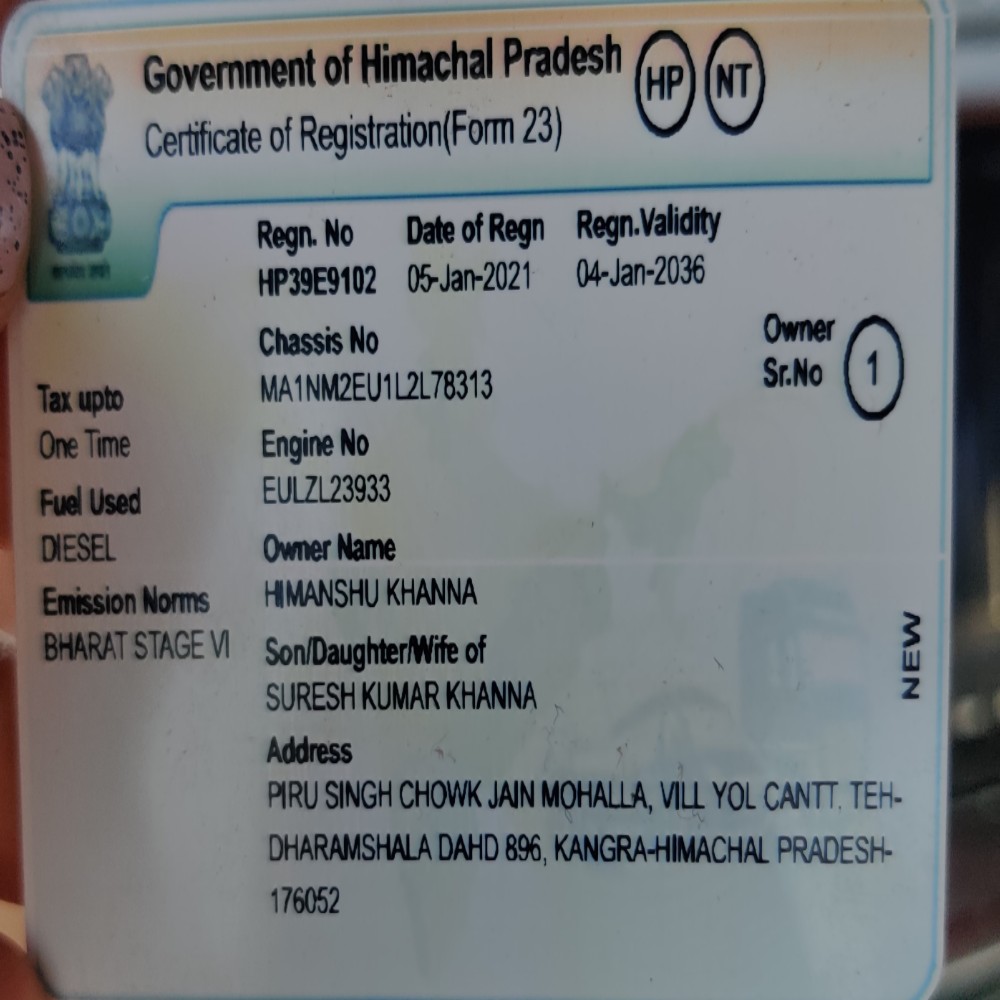 Government of Himachal Pradesh
HP NT
Certificate of Registration(Form 23)
Regn. No Date of Regn Regn.Validity
HP39E9102 05-Jan-2021 04-Jan-2036
Chassis No
MA1NM2EU1L2L78313
Owner
Sr.No
1
Tax upto
One Time
Engine No
EULZL23933
Fuel Used
DIESEL
Owner Name
HIMANSHU KHANNA
Emission Norms
BHARAT STAGE VI
Son/Daughter/Wife of
SURESH KUMAR KHANNA
NEW
Address
PIRU SINGH CHOWK JAIN MOHALLA, VILL YOL CANTT, TEH-
DHARAMSHALA DAHD 896, KANGRA-HIMACHAL PRADESH-
176052